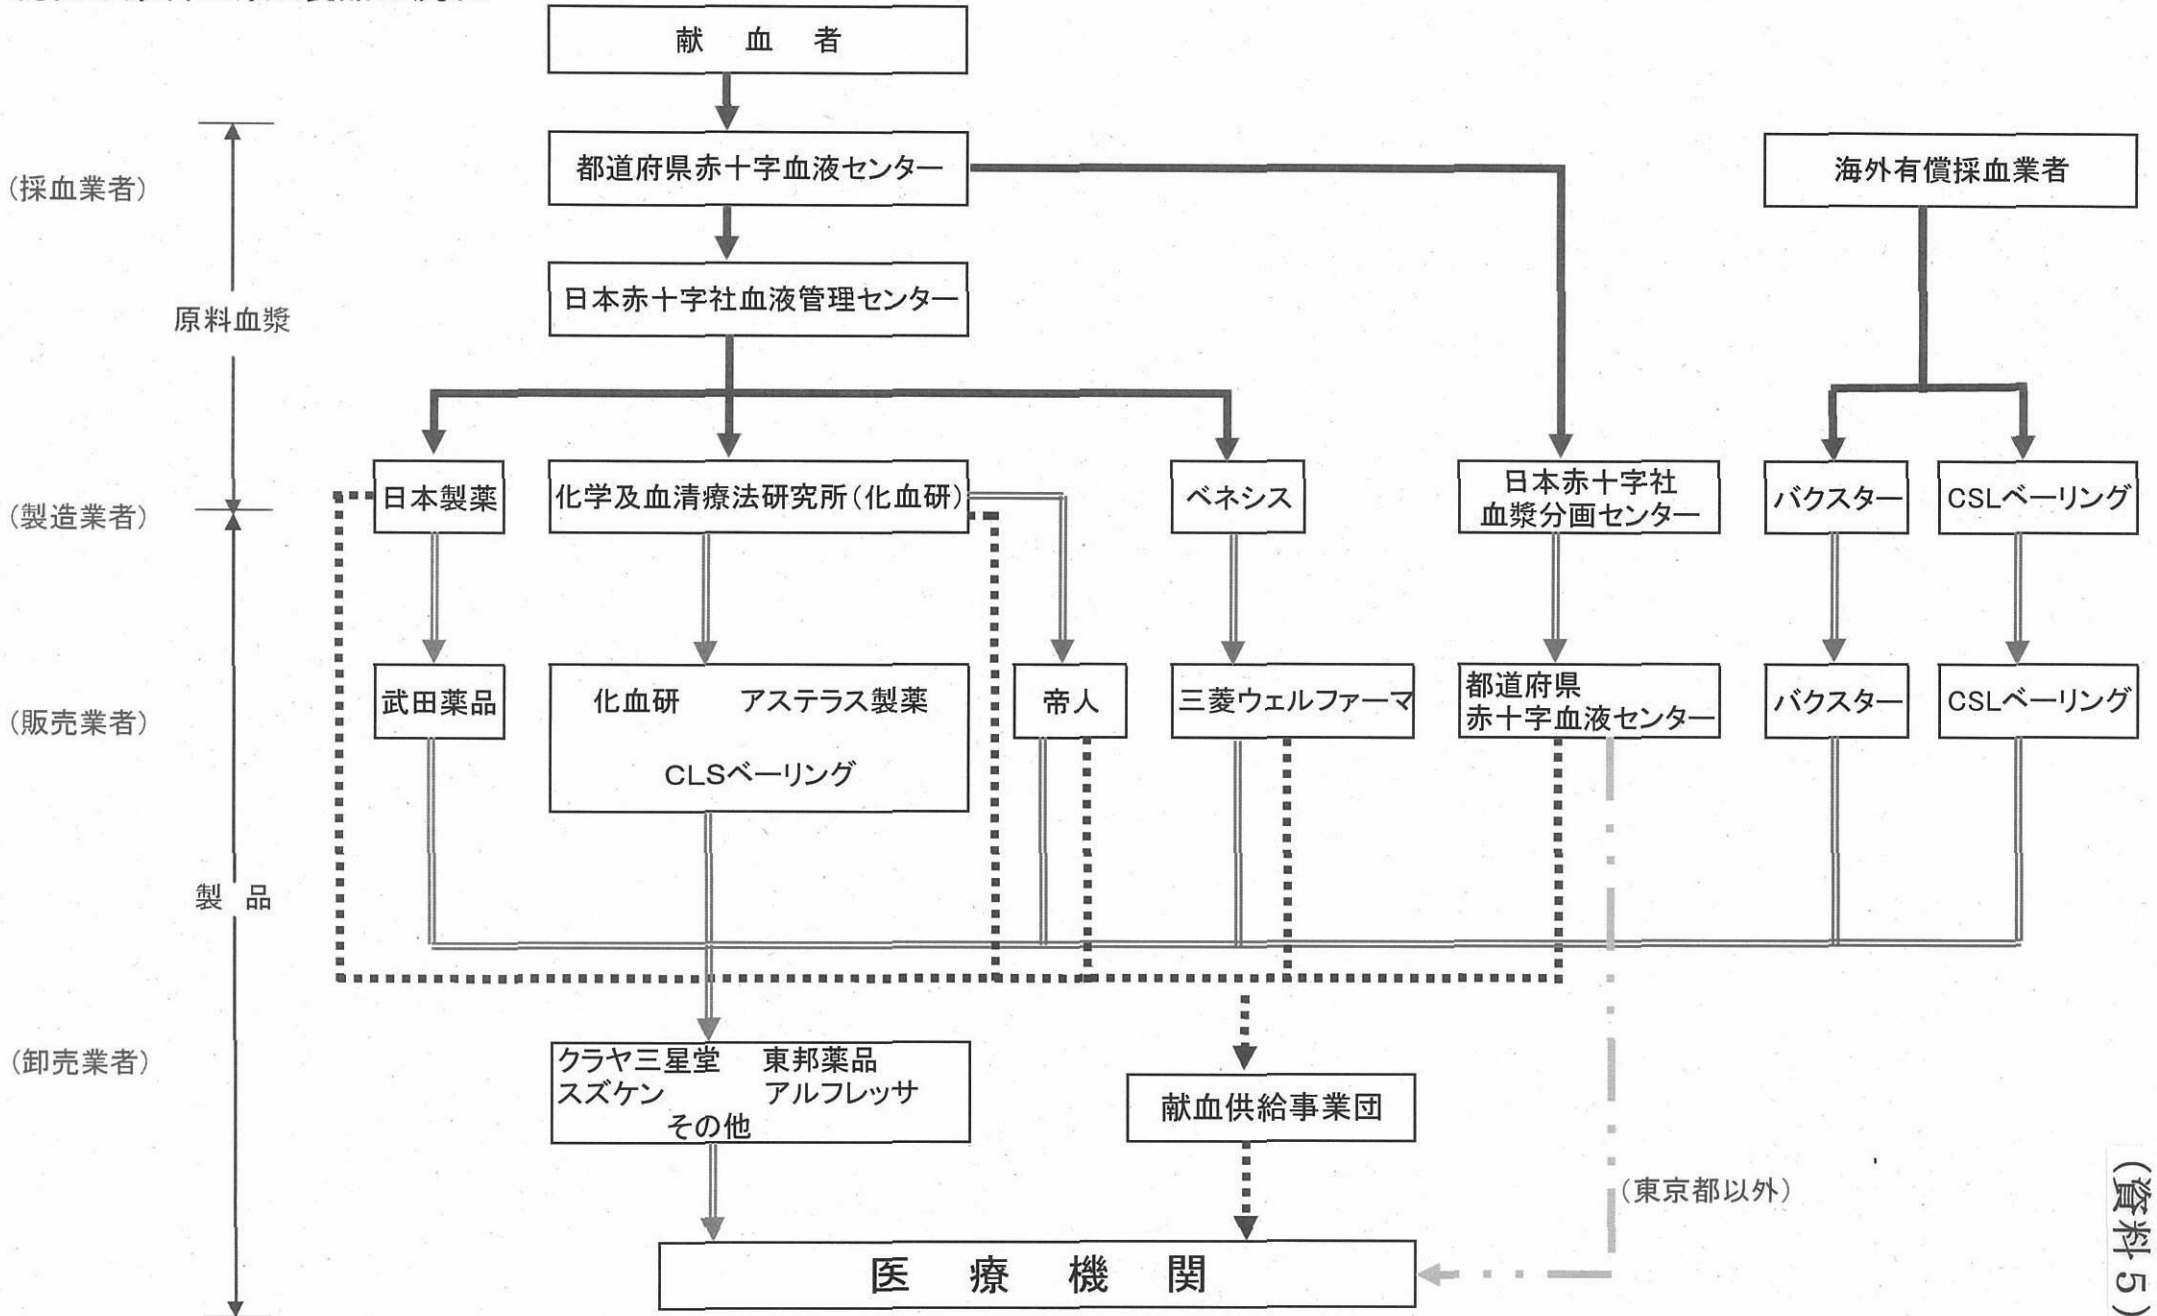 献 血 者
(採血業者)
都道府県赤十字血液センター
海外有償採血業者
日本赤十字社血液管理センター
原料血漿
(製造業者)
日本製薬
化学及血清療法研究所(化血研)
ベネシス
日本赤十字社
血漿分画センター
バクスター
CSLベーリング
(販売業者)
武田薬品
化血研 アステラス製薬
CLSベーリング
帝人
三菱ウェルファーマ
都道府県
赤十字血液センター
バクスター
CSLベーリング
製 品
(卸売業者)
クラヤ三星堂 東邦薬品
スズケン アルフレッサ
その他
献血供給事業団
(東京都以外)
医 療 機 関
(資料5)